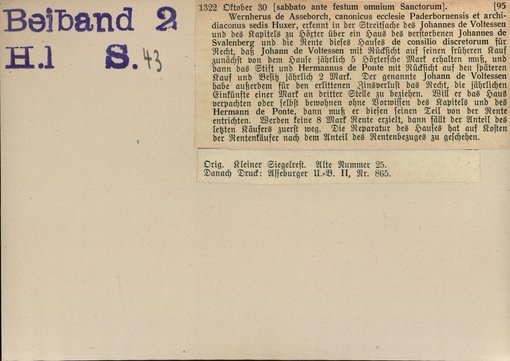 Beiband 2
H.1 S. 43
1322 Oktober 30 [sabbato ante festum omnium Sanctorum]. [95
Wernherus de Asseborch, canonicus ecclesie Paderbornensis et archi-
diaconus sedis Huxer, erkennt in der Streitsache des Johannes de Voltessen
und des Kapitels zu Höxter über ein Haus des verstorbenen Johannes de
Svalenberg und die Rente dieses Hauses de consilio discretorum für
Recht, daß Johann de Voltessen mit Rücksicht auf seinen früheren Kauf
zunächst von dem Hause jährlich 5 Höxtersche Mark erhalten muß, und
dann das Stift und Hermannus de Ponte mit Rücksicht auf den späteren
Kauf und Besitz jährlich 2 Mark. Der genannte Johann de Voltessen
habe außerdem für den erlittenen Zinsverlust das Recht, die jährlichen
Einkünfte einer Mark an dritter Stelle zu beziehen. Will er das Haus
verpachten oder selbst bewohnen ohne Vorwissen des Kapitels und des
Hermann de Ponte, dann muß er diesen seinen Teil von der Rente
entrichten. Werden keine 8 Mark Rente erzielt, dann fällt der Anteil des
letzten Käufers zuerst weg. Die Reparatur des Hauses hat auf Kosten
der Rentenkäufer nach dem Anteil des Rentenbezuges zu geschehen.
Orig. Kleiner Siegelrest. Alte Nummer 25.
Danach Druck: Asseburger U.-B. II, Nr. 865.